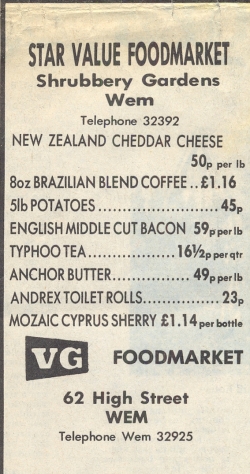 STAR VALUE FOODMARKET
Shrubbery Gardens
Wem
Telephone 32392
NEW ZEALAND CHEDDAR CHEESE
50p per lb
8oz BRAZILIAN BLEND COFFEE..£1.16
5lb POTATOES......................45p
ENGLISH MIDDLE CUT BACON 59p per lb
TYPHOO TEA................16½p per qtr
ANCHOR BUTTER.............. 49p per lb
ANDREX TOILET ROLLS.............. 23p
MOZAIC CYPRUS SHERRY £1.14 per bottle
VG FOODMARKET
62 High Street
WEM
Telephone Wem 32925